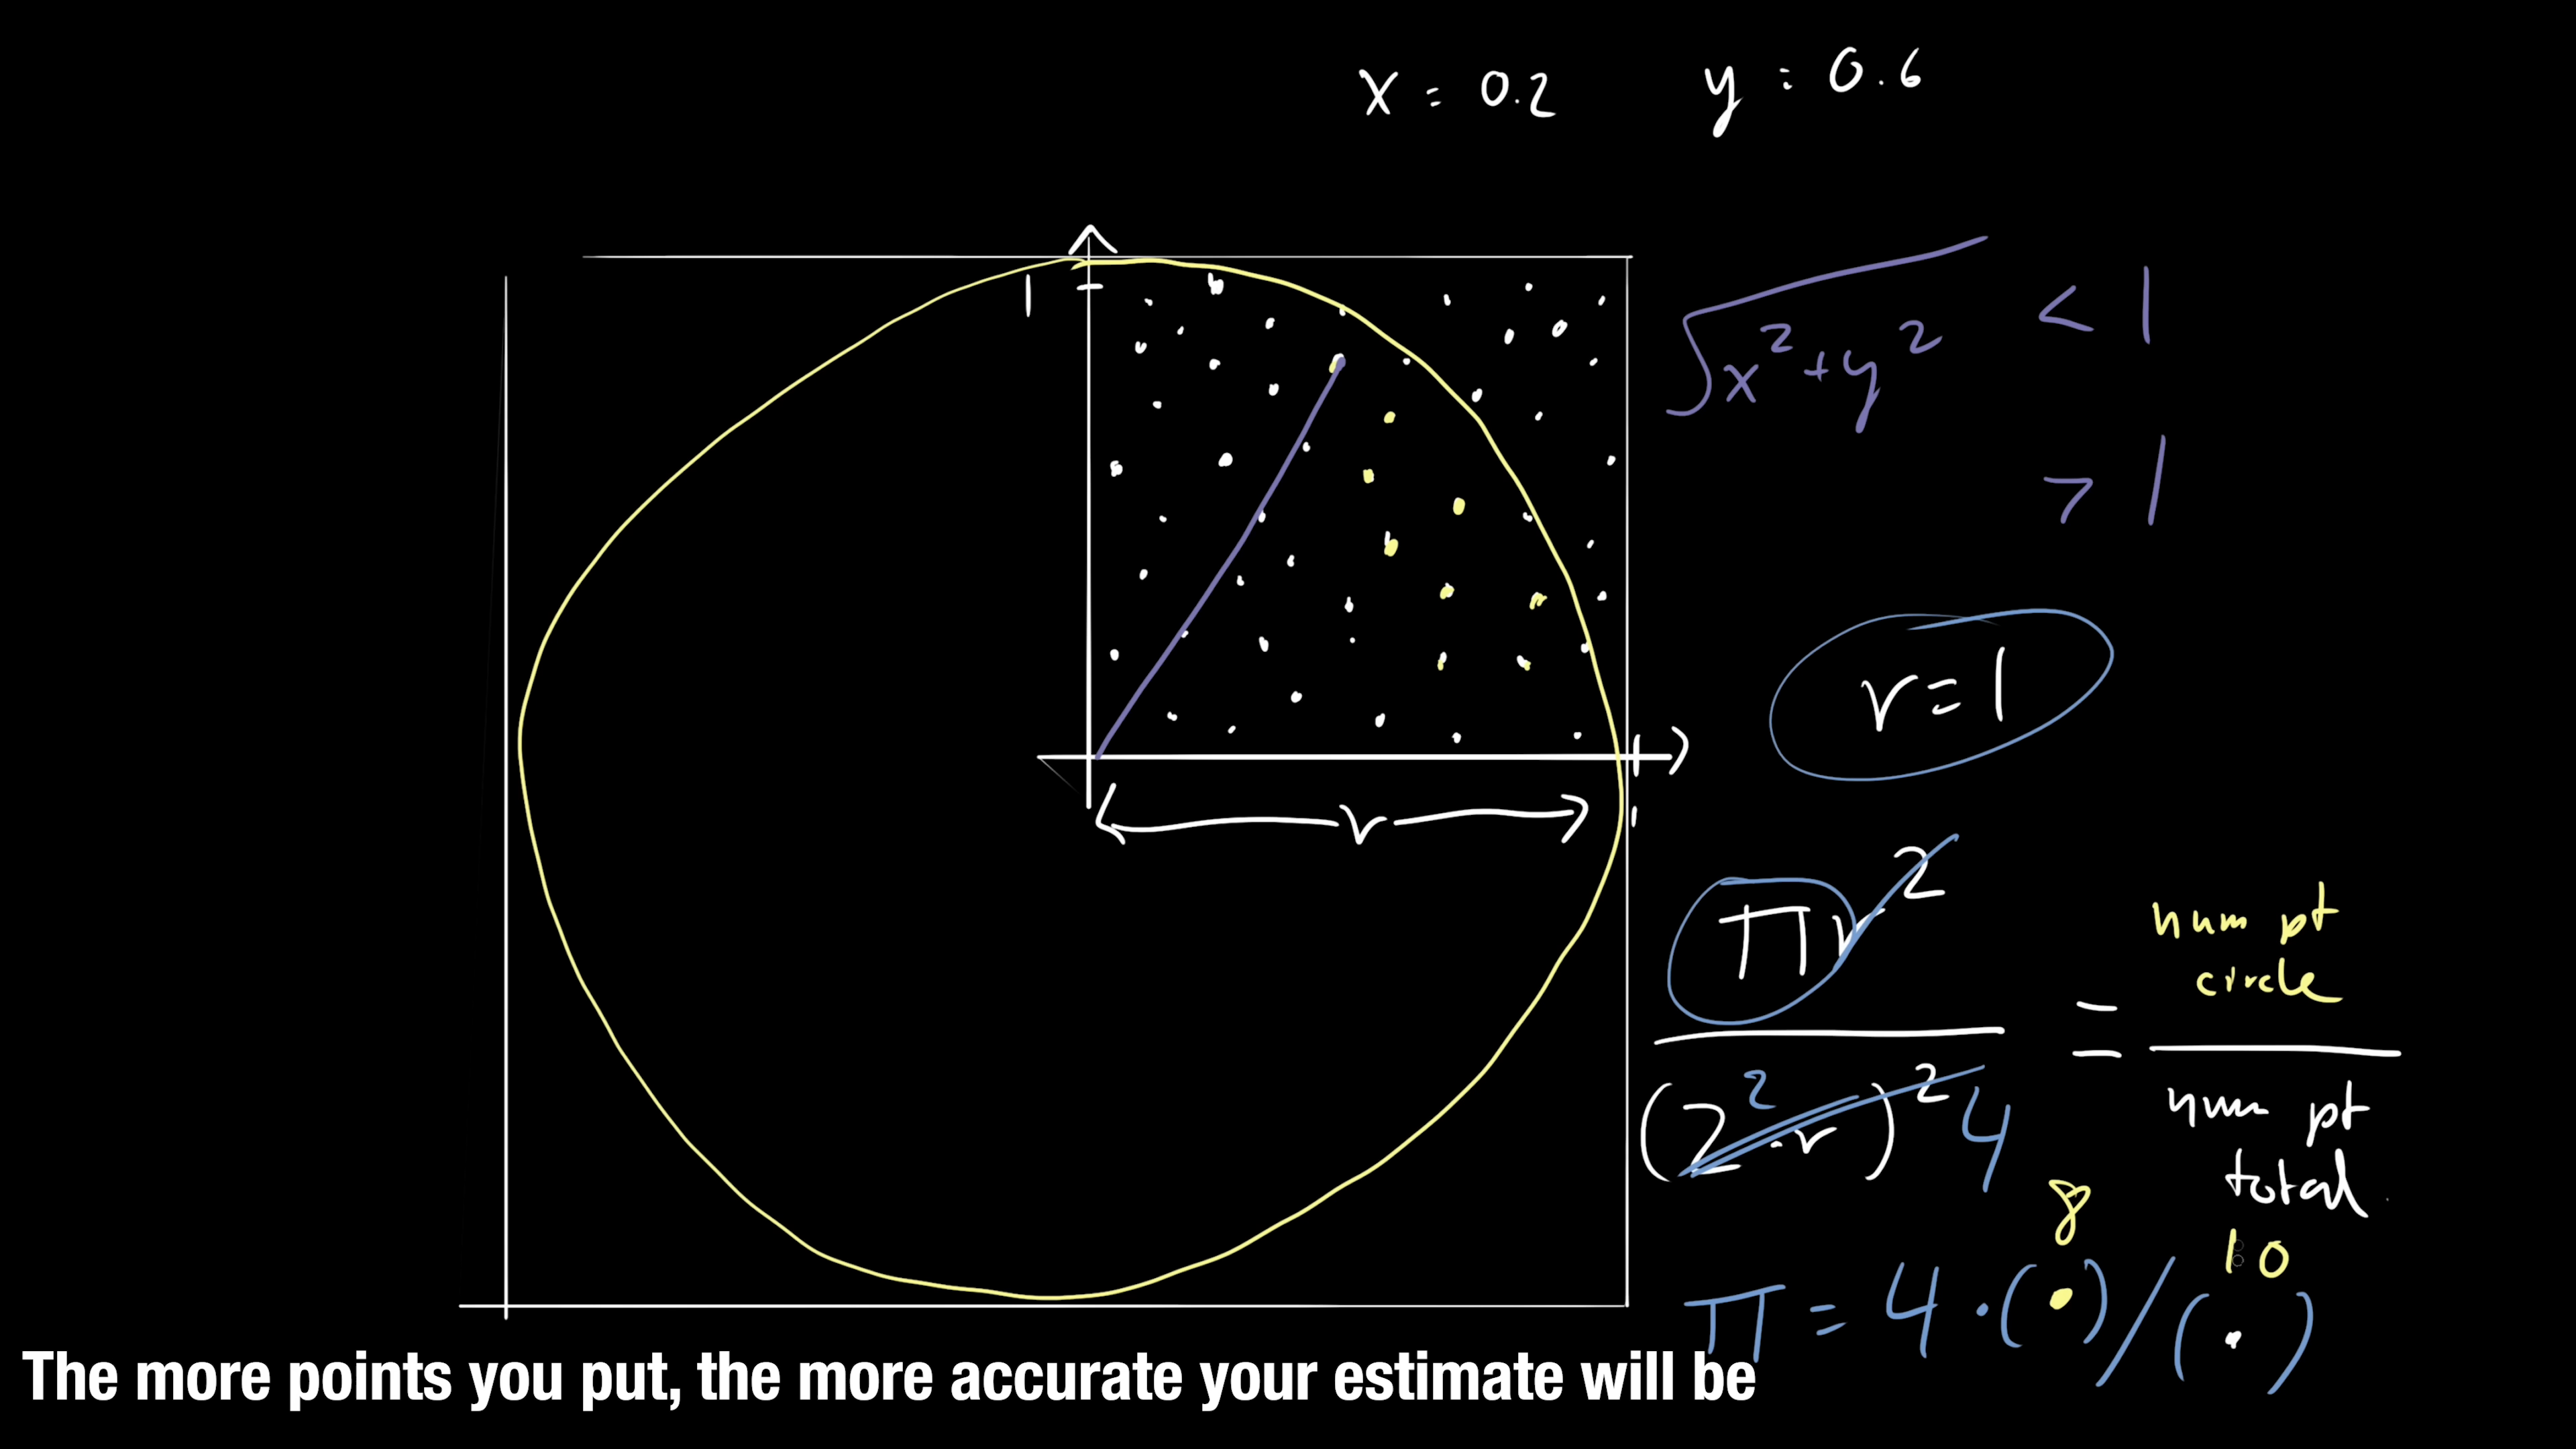 x = 0.2 y = 0.6
1
√x²+y² < 1
> 1
r=1
1
r
πr²
num pt
circle
=
(2² · r)² 4
num pt
total
8
10
π = 4 · (•) / (•)
The more points you put, the more accurate your estimate will be